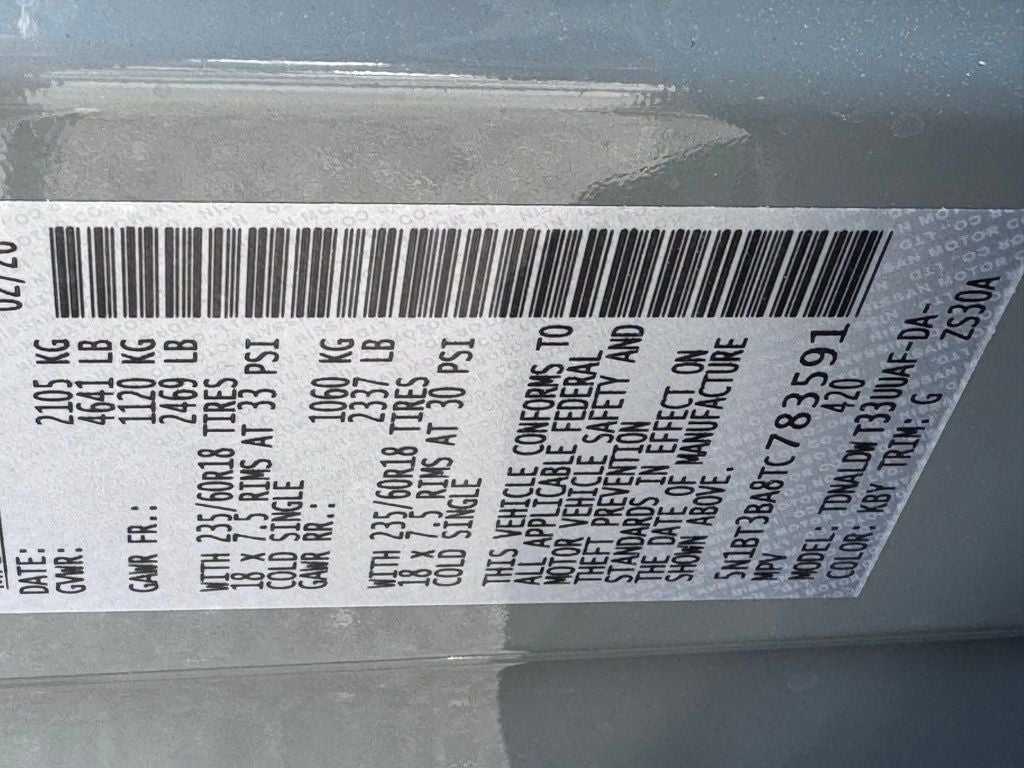 DATE: 02/26
GVWR: 2105 KG
4641 LB
GAWR FR.: 1120 KG
2469 LB
WITH 235/60R18 TIRES
18 X 7.5 RIMS AT 33 PSI
COLD SINGLE
GAWR RR.: 1060 KG
2337 LB
WITH 235/60R18 TIRES
18 X 7.5 RIMS AT 30 PSI
COLD SINGLE
THIS VEHICLE CONFORMS TO
ALL APPLICABLE FEDERAL
MOTOR VEHICLE SAFETY AND
THEFT PREVENTION
STANDARDS IN EFFECT ON
THE DATE OF MANUFACTURE
SHOWN ABOVE.
5N1BT3BA8TC783591
MPV 420
MODEL: TDNALDW T33UUAF-DA-
COLOR: KBY TRIM: G ZS30A